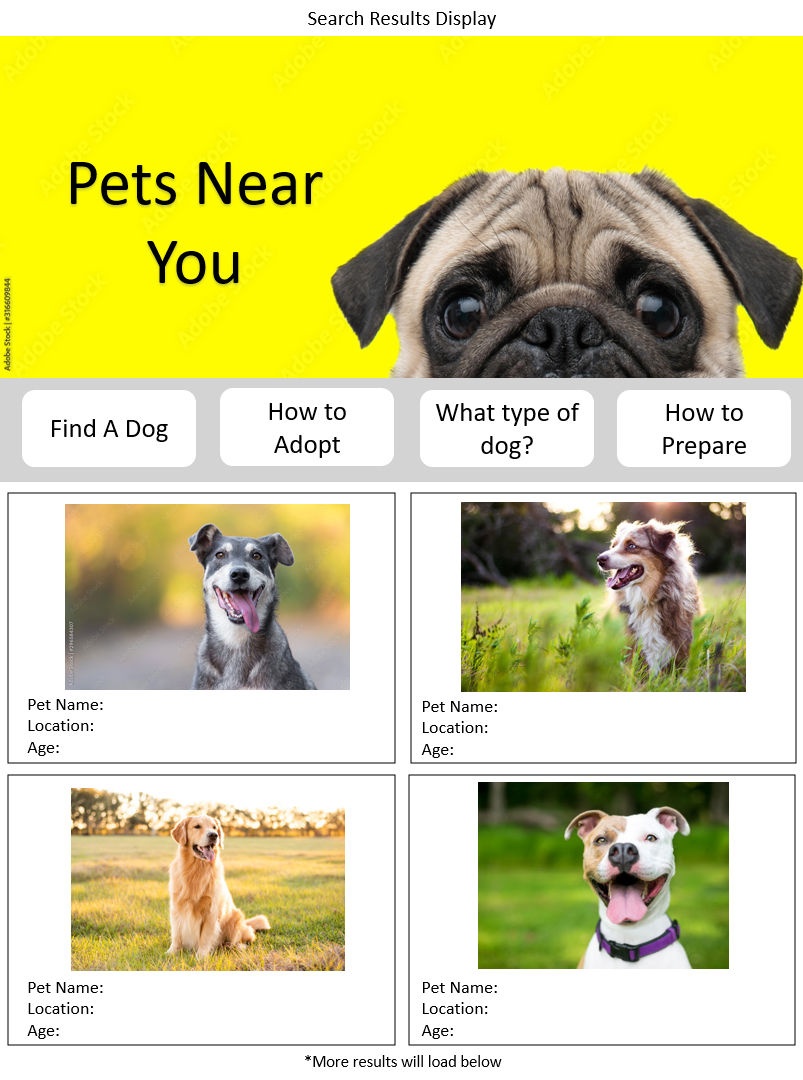 Search Results Display
Pets Near
You
Adobe Stock | #316609844
Find A Dog
How to
Adopt
What type of
dog?
How to
Prepare
Pet Name:
Location:
Age:
Pet Name:
Location:
Age:
Pet Name:
Location:
Age:
Pet Name:
Location:
Age:
*More results will load below